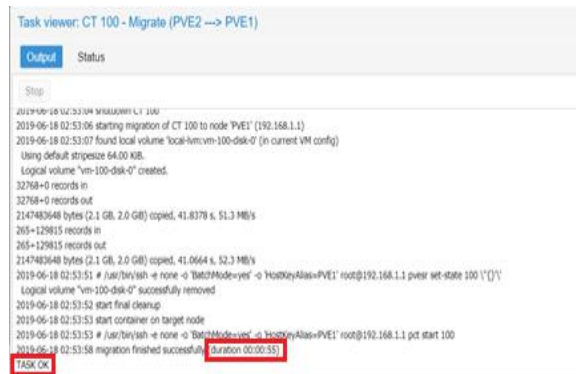 Task viewer: CT 100 - Migrate (PVE2 ---> PVE1)
Output Status
Stop
2019-06-18 02:53:04 shutdown CT 100
2019-06-18 02:53:06 starting migration of CT 100 to node 'PVE1' (192.168.1.1)
2019-06-18 02:53:07 found local volume 'local-lvm:vm-100-disk-0' (in current VM config)
Using default stripesize 64.00 KiB.
Logical volume "vm-100-disk-0" created.
32768+0 records in
32768+0 records out
2147483648 bytes (2.1 GB, 2.0 GiB) copied, 41.8378 s, 51.3 MB/s
265+129815 records in
265+129815 records out
2147483648 bytes (2.1 GB, 2.0 GiB) copied, 41.0664 s, 52.3 MB/s
2019-06-18 02:53:51 # /usr/bin/ssh -e none -o 'BatchMode=yes' -o 'HostKeyAlias=PVE1' root@192.168.1.1 pvesr set-state 100 \''{}'\'
Logical volume "vm-100-disk-0" successfully removed
2019-06-18 02:53:52 start final cleanup
2019-06-18 02:53:53 start container on target node
2019-06-18 02:53:53 # /usr/bin/ssh -e none -o 'BatchMode=yes' -o 'HostKeyAlias=PVE1' root@192.168.1.1 pct start 100
2019-06-18 02:53:58 migration finished successfully (duration 00:00:55)
TASK OK